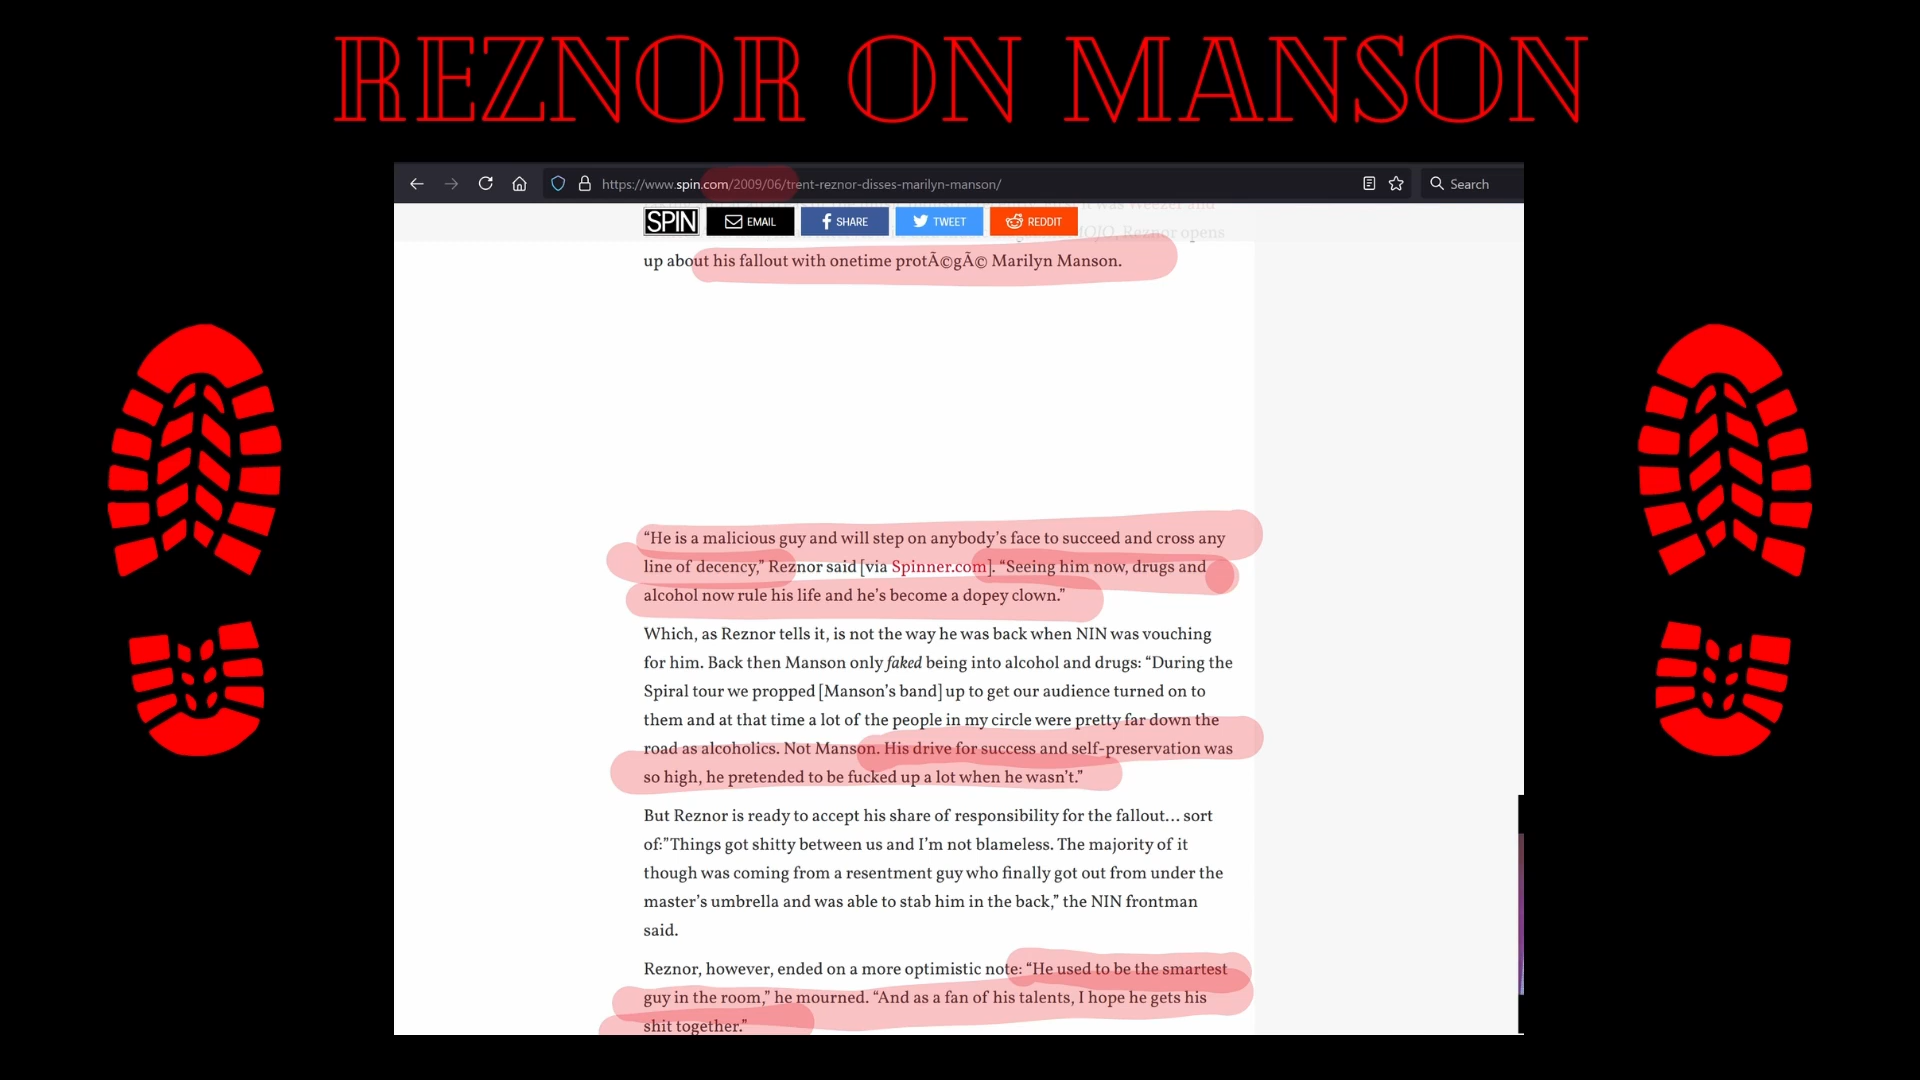 REZNOR ON MANSON
https://www.spin.com/2009/06/trent-reznor-disses-marilyn-manson/
Search
it was Weezer and
SPIN EMAIL SHARE TWEET REDDIT
MOJO, Reznor opens
up about his fallout with onetime protÃ©gÃ© Marilyn Manson.
“He is a malicious guy and will step on anybody’s face to succeed and cross any
line of decency,” Reznor said [via Spinner.com]. “Seeing him now, drugs and
alcohol now rule his life and he’s become a dopey clown.”
Which, as Reznor tells it, is not the way he was back when NIN was vouching
for him. Back then Manson only faked being into alcohol and drugs: “During the
Spiral tour we propped [Manson’s band] up to get our audience turned on to
them and at that time a lot of the people in my circle were pretty far down the
road as alcoholics. Not Manson. His drive for success and self-preservation was
so high, he pretended to be fucked up a lot when he wasn’t.”
But Reznor is ready to accept his share of responsibility for the fallout… sort
of:”Things got shitty between us and I’m not blameless. The majority of it
though was coming from a resentment guy who finally got out from under the
master’s umbrella and was able to stab him in the back,” the NIN frontman
said.
Reznor, however, ended on a more optimistic note: “He used to be the smartest
guy in the room,” he mourned. “And as a fan of his talents, I hope he gets his
shit together.”